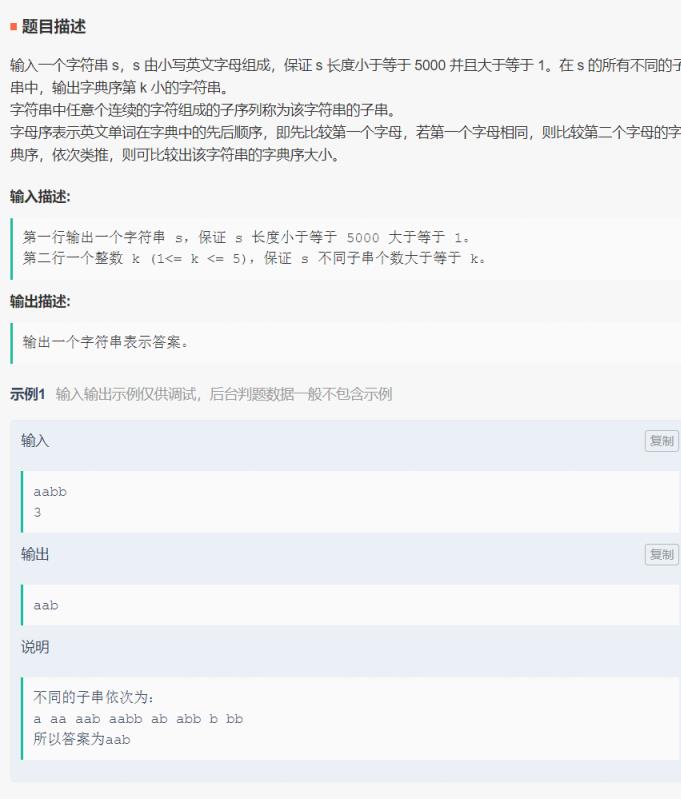 题目描述
输入一个字符串 s，s 由小写英文字母组成，保证 s 长度小于等于 5000 并且大于等于 1。在 s 的所有不同的子
串中，输出字典序第 k 小的字符串。
字符串中任意个连续的字符组成的子序列称为该字符串的子串。
字母序表示英文单词在字典中的先后顺序，即先比较第一个字母，若第一个字母相同，则比较第二个字母的字
典序，依次类推，则可比较出该字符串的字典序大小。
输入描述:
第一行输出一个字符串 s，保证 s 长度小于等于 5000 大于等于 1。
第二行一个整数 k (1<= k <= 5)，保证 s 不同子串个数大于等于 k。
输出描述:
输出一个字符串表示答案。
示例1 输入输出示例仅供调试，后台判题数据一般不包含示例
输入 复制
aabb
3
输出 复制
aab
说明
不同的子串依次为:
a aa aab aabb ab abb b bb
所以答案为aab